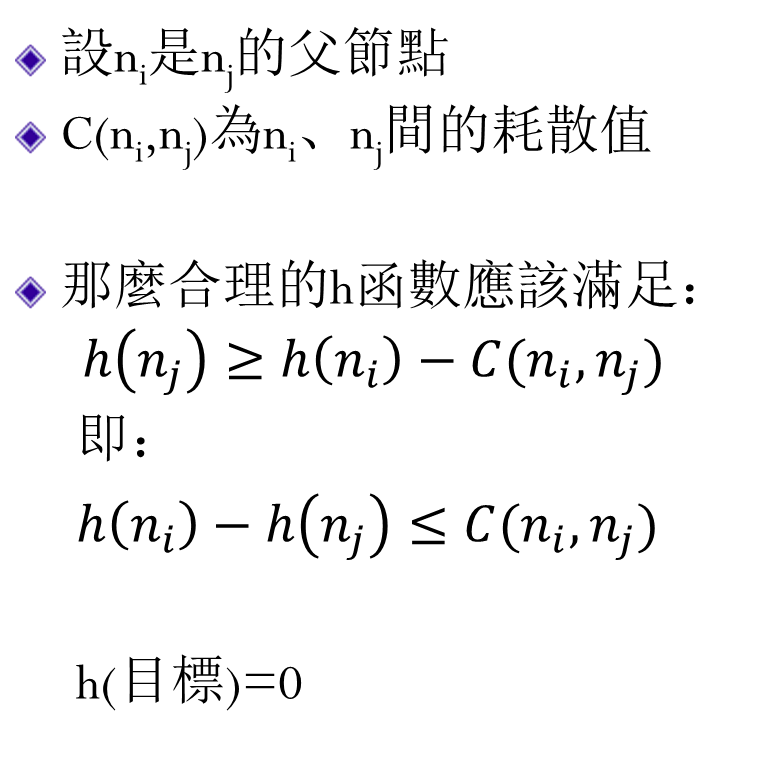 設nᵢ是nⱼ的父節點
C(nᵢ,nⱼ)為nᵢ、nⱼ間的耗散值
那麼合理的h函數應該滿足：
h(nⱼ) ≥ h(nᵢ) − C(nᵢ, nⱼ)
即：
h(nᵢ) − h(nⱼ) ≤ C(nᵢ, nⱼ)
h(目標)=0